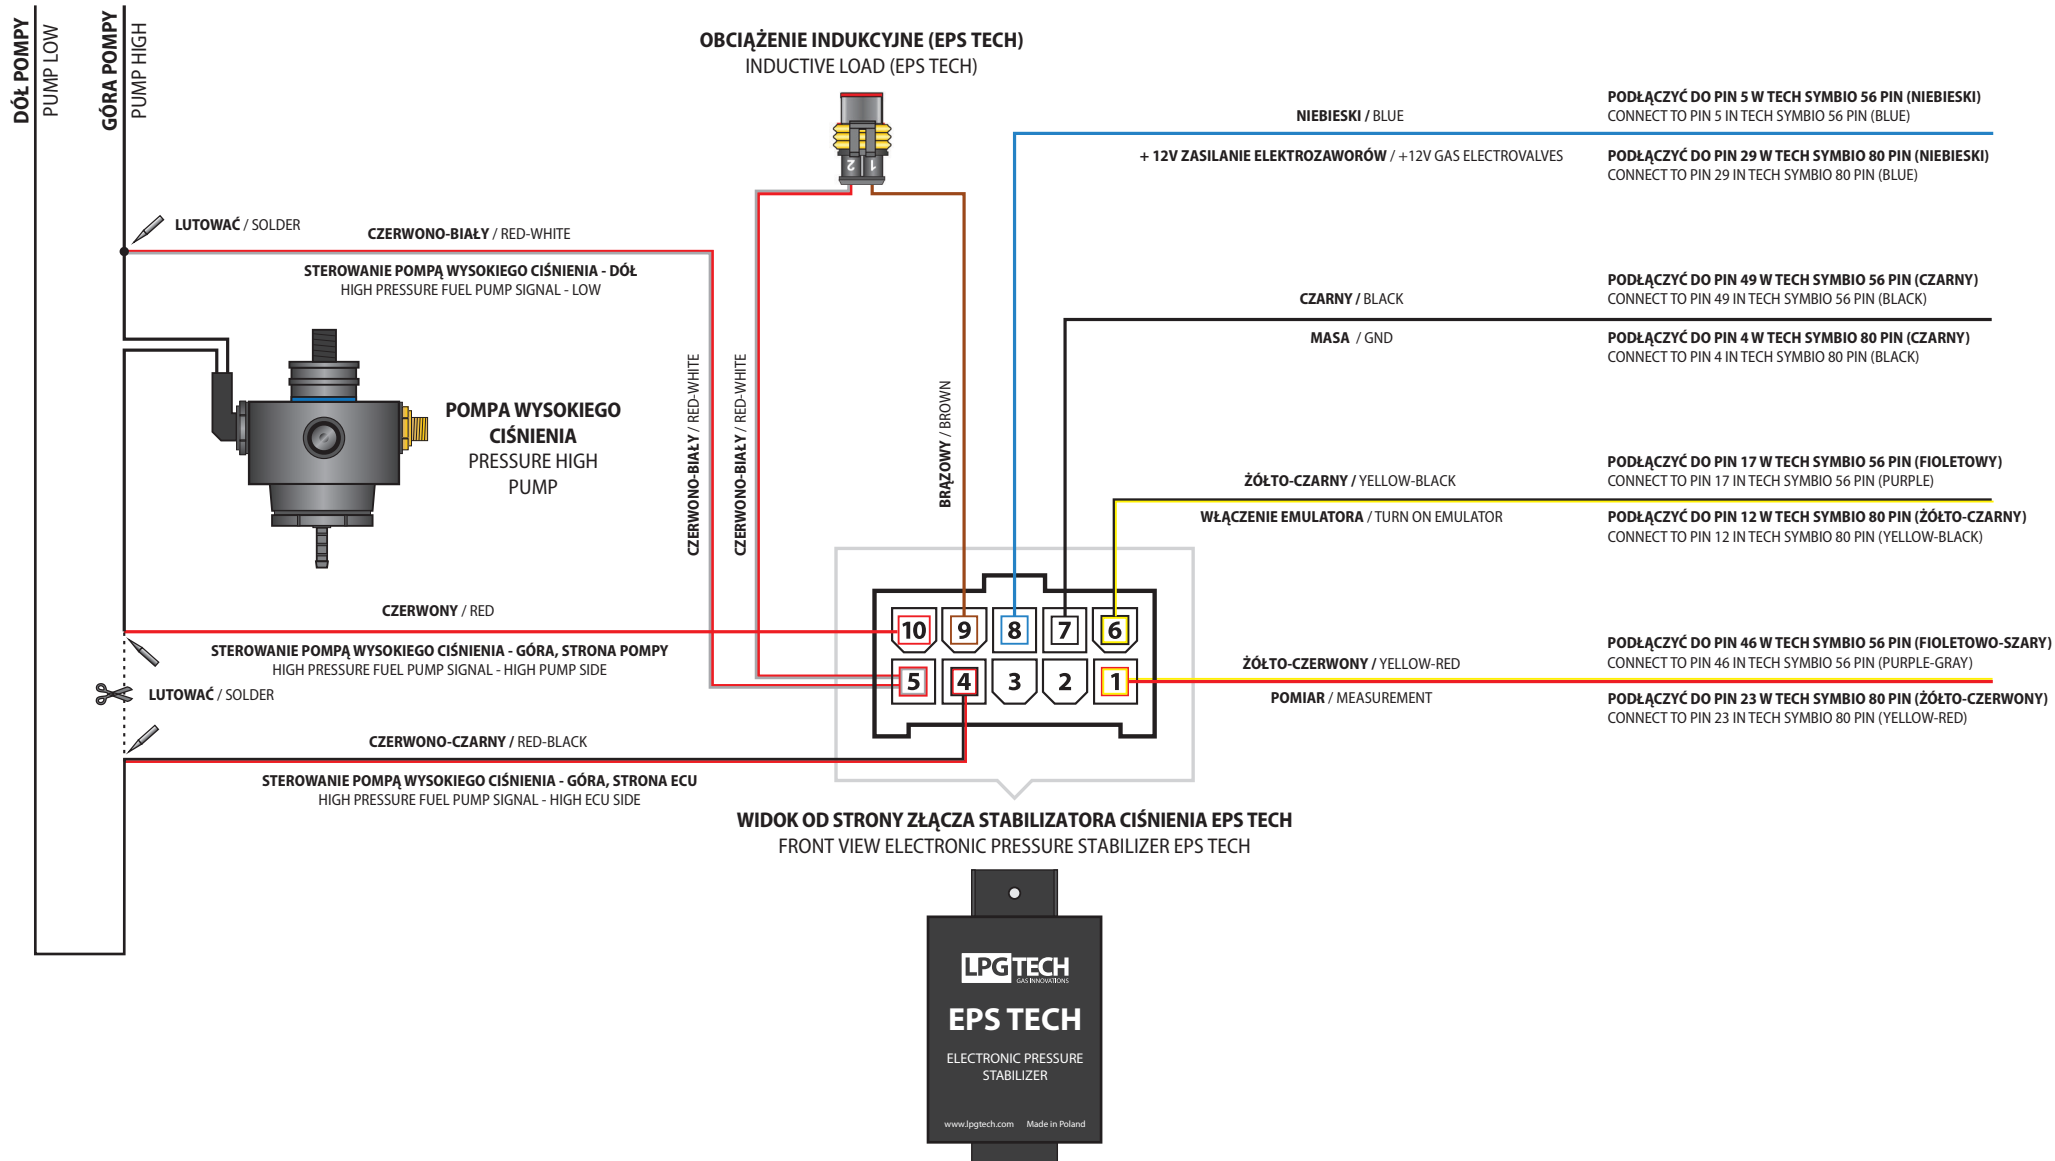 DÓŁ POMPY
PUMP LOW
GÓRA POMPY
PUMP HIGH
OBCIĄŻENIE INDUKCYJNE (EPS TECH)
INDUCTIVE LOAD (EPS TECH)
2 1
NIEBIESKI / BLUE
+ 12V ZASILANIE ELEKTROZAWORÓW / +12V GAS ELECTROVALVES
PODŁĄCZYĆ DO PIN 5 W TECH SYMBIO 56 PIN (NIEBIESKI)
CONNECT TO PIN 5 IN TECH SYMBIO 56 PIN (BLUE)
PODŁĄCZYĆ DO PIN 29 W TECH SYMBIO 80 PIN (NIEBIESKI)
CONNECT TO PIN 29 IN TECH SYMBIO 80 PIN (BLUE)
LUTOWAĆ / SOLDER
CZERWONO-BIAŁY / RED-WHITE
STEROWANIE POMPĄ WYSOKIEGO CIŚNIENIA - DÓŁ
HIGH PRESSURE FUEL PUMP SIGNAL - LOW
CZARNY / BLACK
MASA / GND
PODŁĄCZYĆ DO PIN 49 W TECH SYMBIO 56 PIN (CZARNY)
CONNECT TO PIN 49 IN TECH SYMBIO 56 PIN (BLACK)
PODŁĄCZYĆ DO PIN 4 W TECH SYMBIO 80 PIN (CZARNY)
CONNECT TO PIN 4 IN TECH SYMBIO 80 PIN (BLACK)
POMPA WYSOKIEGO
CIŚNIENIA
PRESSURE HIGH
PUMP
CZERWONO-BIAŁY / RED-WHITE
CZERWONO-BIAŁY / RED-WHITE
BRĄZOWY / BROWN
ŻÓŁTO-CZARNY / YELLOW-BLACK
WŁĄCZENIE EMULATORA / TURN ON EMULATOR
PODŁĄCZYĆ DO PIN 17 W TECH SYMBIO 56 PIN (FIOLETOWY)
CONNECT TO PIN 17 IN TECH SYMBIO 56 PIN (PURPLE)
PODŁĄCZYĆ DO PIN 12 W TECH SYMBIO 80 PIN (ŻÓŁTO-CZARNY)
CONNECT TO PIN 12 IN TECH SYMBIO 80 PIN (YELLOW-BLACK)
CZERWONY / RED
STEROWANIE POMPĄ WYSOKIEGO CIŚNIENIA - GÓRA, STRONA POMPY
HIGH PRESSURE FUEL PUMP SIGNAL - HIGH PUMP SIDE
LUTOWAĆ / SOLDER
10 9 8 7 6
5 4 3 2 1
ŻÓŁTO-CZERWONY / YELLOW-RED
POMIAR / MEASUREMENT
PODŁĄCZYĆ DO PIN 46 W TECH SYMBIO 56 PIN (FIOLETOWO-SZARY)
CONNECT TO PIN 46 IN TECH SYMBIO 56 PIN (PURPLE-GRAY)
PODŁĄCZYĆ DO PIN 23 W TECH SYMBIO 80 PIN (ŻÓŁTO-CZERWONY)
CONNECT TO PIN 23 IN TECH SYMBIO 80 PIN (YELLOW-RED)
CZERWONO-CZARNY / RED-BLACK
STEROWANIE POMPĄ WYSOKIEGO CIŚNIENIA - GÓRA, STRONA ECU
HIGH PRESSURE FUEL PUMP SIGNAL - HIGH ECU SIDE
WIDOK OD STRONY ZŁĄCZA STABILIZATORA CIŚNIENIA EPS TECH
FRONT VIEW ELECTRONIC PRESSURE STABILIZER EPS TECH
LPGTECH
GAS INNOVATIONS
EPS TECH
ELECTRONIC PRESSURE
STABILIZER
www.lpgtech.com Made in Poland